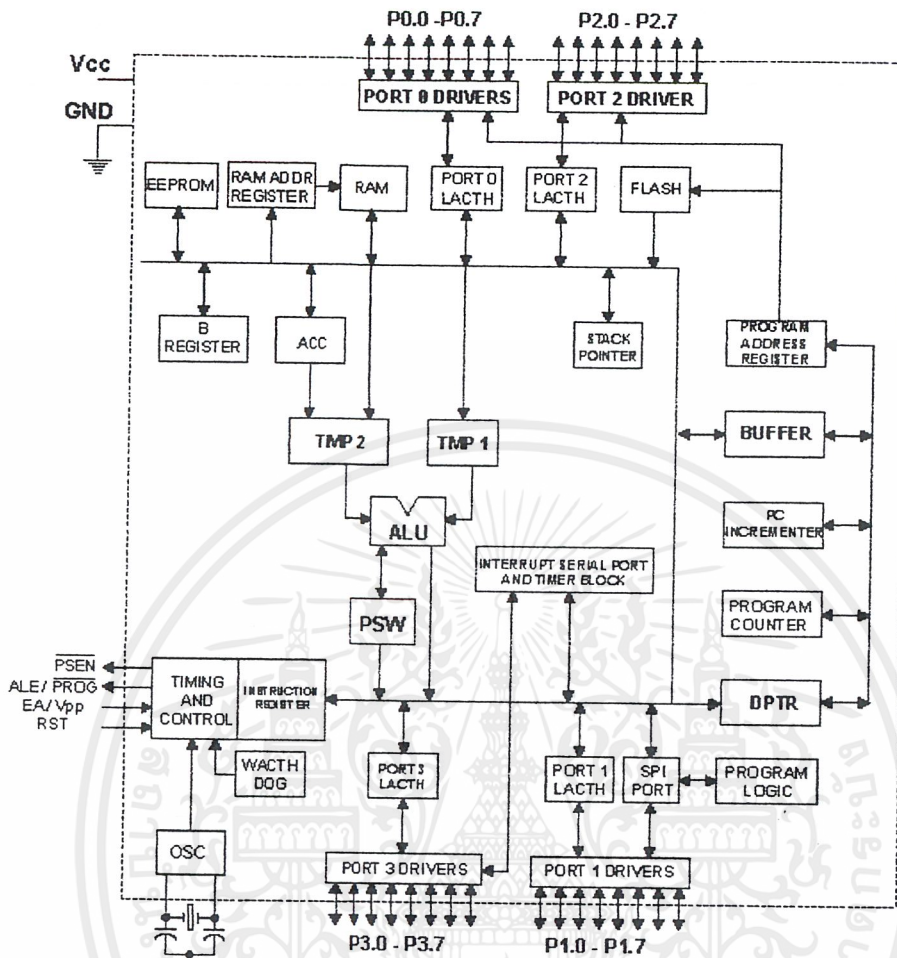 P0.0 -P0.7
P2.0 - P2.7
Vcc
GND
PORT 0 DRIVERS
PORT 2 DRIVER
EEPROM
RAM ADDR
REGISTER
RAM
PORT 0
LACTH
PORT 2
LACTH
FLASH
B
REGISTER
ACC
STACK
POINTER
PROGRAM
ADDRESS
REGISTER
TMP 2
TMP 1
BUFFER
ALU
PC
INCREMENTER
INTERRUPT SERIAL PORT
AND TIMER BLOCK
PSW
PROGRAM
COUNTER
PSEN
ALE/ PROG
EA/ Vpp
RST
TIMING
AND
CONTROL
INSTRUCTION
REGISTER
DPTR
WACTH
DOG
PORT 3
LACTH
PORT 1
LACTH
SPI
PORT
PROGRAM
LOGIC
OSC
PORT 3 DRIVERS
PORT 1 DRIVERS
P3.0 - P3.7
P1.0 - P1.7